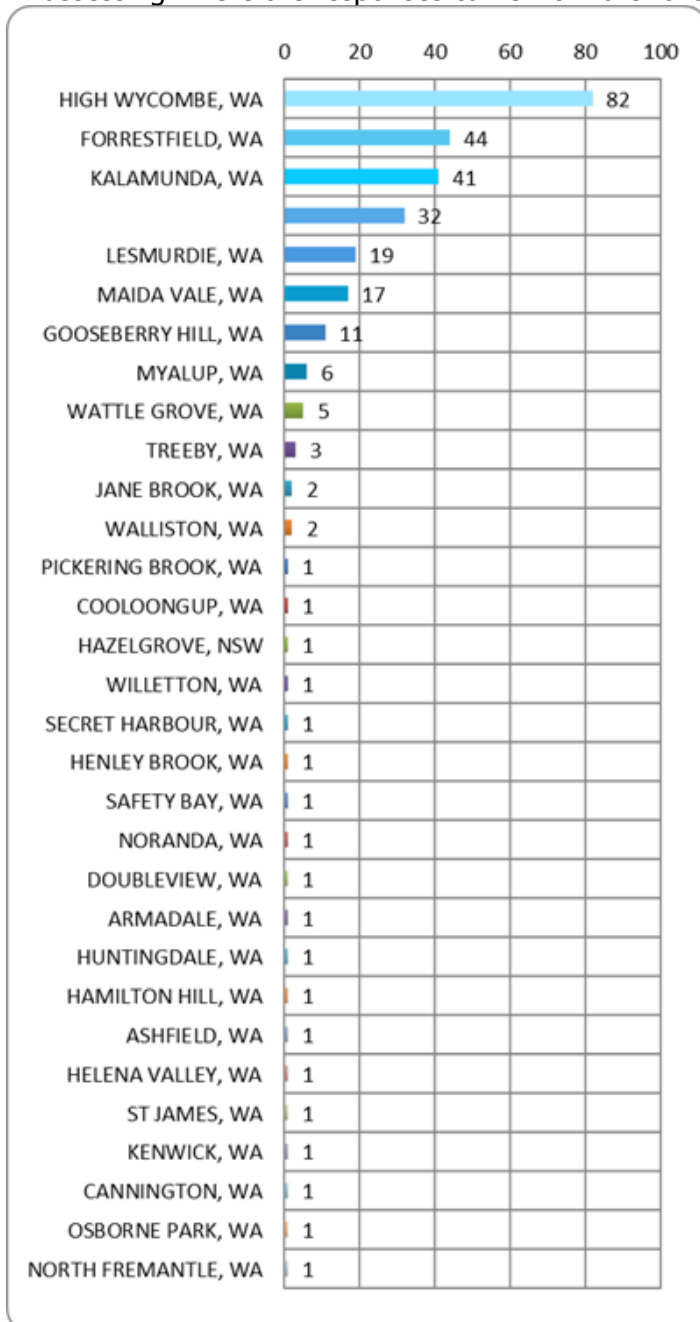 0 20 40 60 80 100
HIGH WYCOMBE, WA 82
FORRESTFIELD, WA 44
KALAMUNDA, WA 41
32
LESMURDIE, WA 19
MAIDA VALE, WA 17
GOOSEBERRY HILL, WA 11
MYALUP, WA 6
WATTLE GROVE, WA 5
TREEBY, WA 3
JANE BROOK, WA 2
WALLISTON, WA 2
PICKERING BROOK, WA 1
COOLOONGUP, WA 1
HAZELGROVE, NSW 1
WILLETTON, WA 1
SECRET HARBOUR, WA 1
HENLEY BROOK, WA 1
SAFETY BAY, WA 1
NORANDA, WA 1
DOUBLEVIEW, WA 1
ARMADALE, WA 1
HUNTINGDALE, WA 1
HAMILTON HILL, WA 1
ASHFIELD, WA 1
HELENA VALLEY, WA 1
ST JAMES, WA 1
KENWICK, WA 1
CANNINGTON, WA 1
OSBORNE PARK, WA 1
NORTH FREMANTLE, WA 1